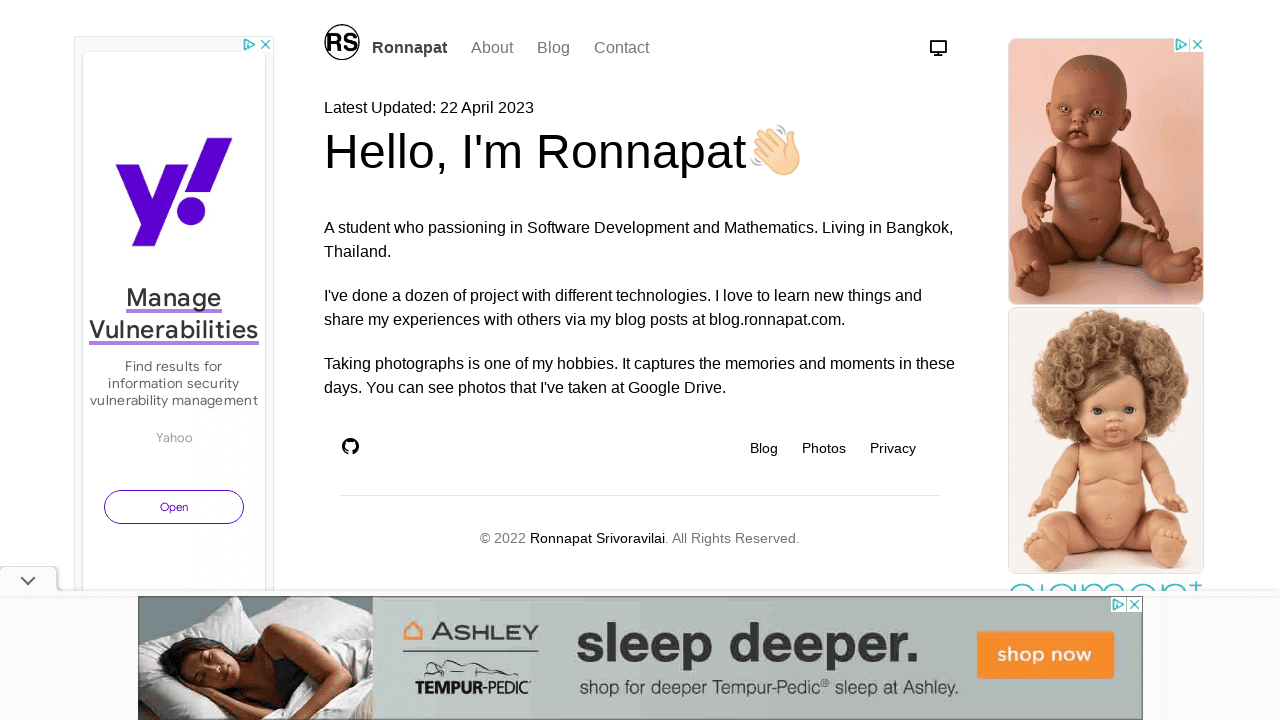 RS
Ronnapat About Blog Contact
Latest Updated: 22 April 2023
Hello, I'm Ronnapat
A student who passioning in Software Development and Mathematics. Living in Bangkok,
Thailand.
I've done a dozen of project with different technologies. I love to learn new things and
share my experiences with others via my blog posts at blog.ronnapat.com.
Taking photographs is one of my hobbies. It captures the memories and moments in these
days. You can see photos that I've taken at Google Drive.
Blog Photos Privacy
© 2022 Ronnapat Srivoravilai. All Rights Reserved.
y!
Manage
Vulnerabilities
Find results for
information security
vulnerability management
Yahoo
Open
ASHLEY
TEMPUR-PEDIC®
sleep deeper.
shop for deeper Tempur-Pedic® sleep at Ashley.
shop now